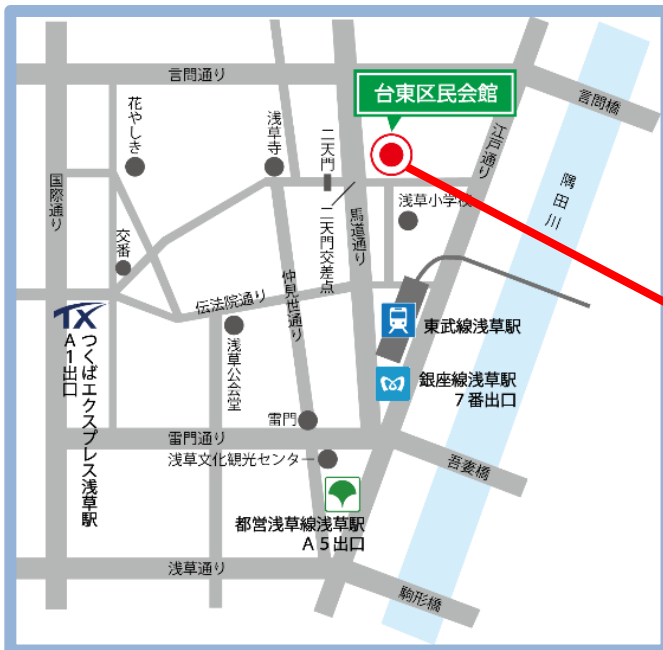 言問通り
台東区民会館
言問橋
花やしき
浅草寺
二天門
江戸通り
隅田川
国際通り
浅草小学校
二天門交差点
馬道通り
交番
仲見世通り
伝法院通り
TX
つくばエクスプレス浅草駅
A1出口
浅草公会堂
東武線浅草駅
銀座線浅草駅
7番出口
雷門
雷門通り
浅草文化観光センター
吾妻橋
都営浅草線浅草駅
A5出口
浅草通り
駒形橋